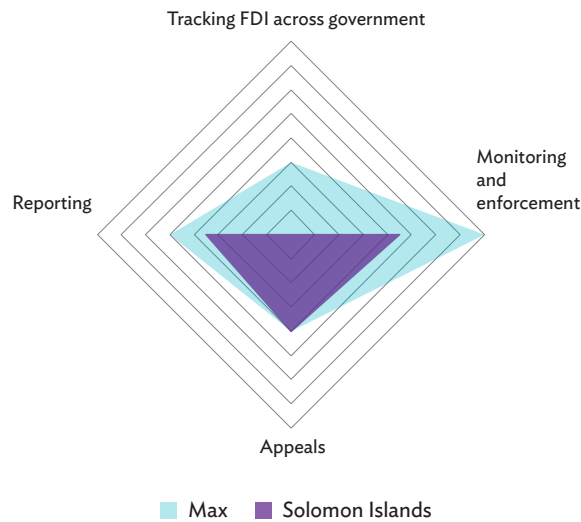 Tracking FDI across government
Monitoring
and
enforcement
Reporting
Appeals
Max
Solomon Islands